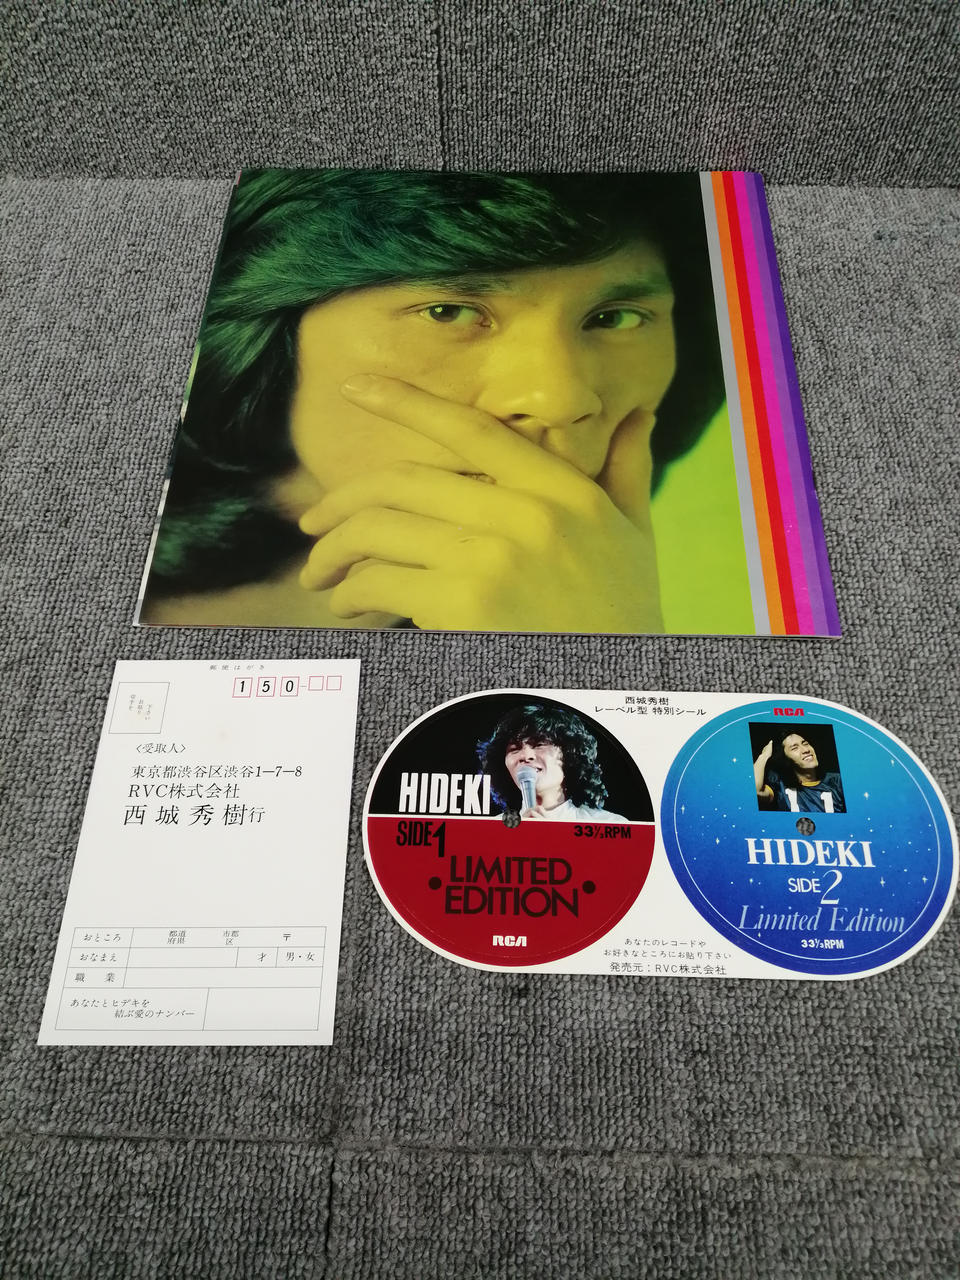 郵便はがき
150-
切手を
お貼り
下さい
〈受取人〉
東京都渋谷区渋谷1-7-8
RVC株式会社
西城秀樹行
おところ 都道府県 市郡区 〒
おなまえ 才 男・女
職業
あなたとヒデキを
結ぶ愛のナンバー
西城秀樹
レーベル型 特別シール
HIDEKI
SIDE 1
33⅓RPM
•LIMITED
EDITION•
RCA
RCA
11
HIDEKI
SIDE 2
Limited Edition
33⅓RPM
あなたのレコードや
お好きなところにお貼り下さい
発売元：RVC株式会社